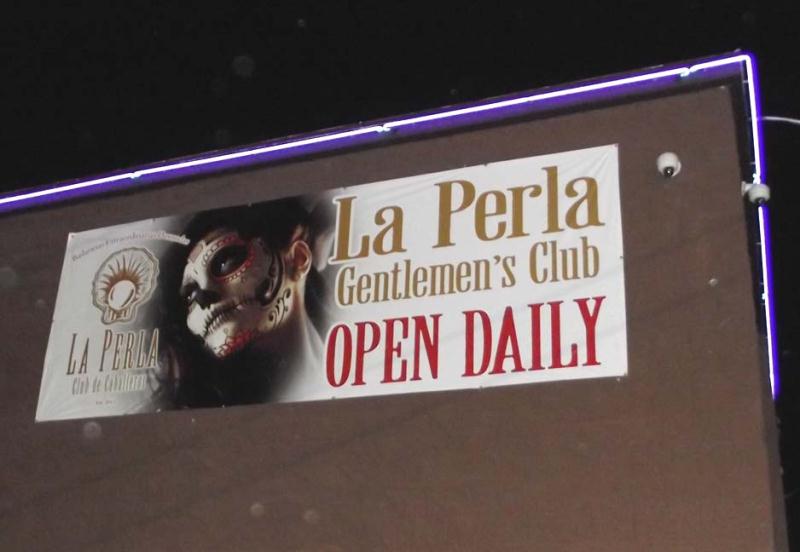 La Perla
Gentlemen's Club
OPEN DAILY
LA PERLA
Club de Caballeros